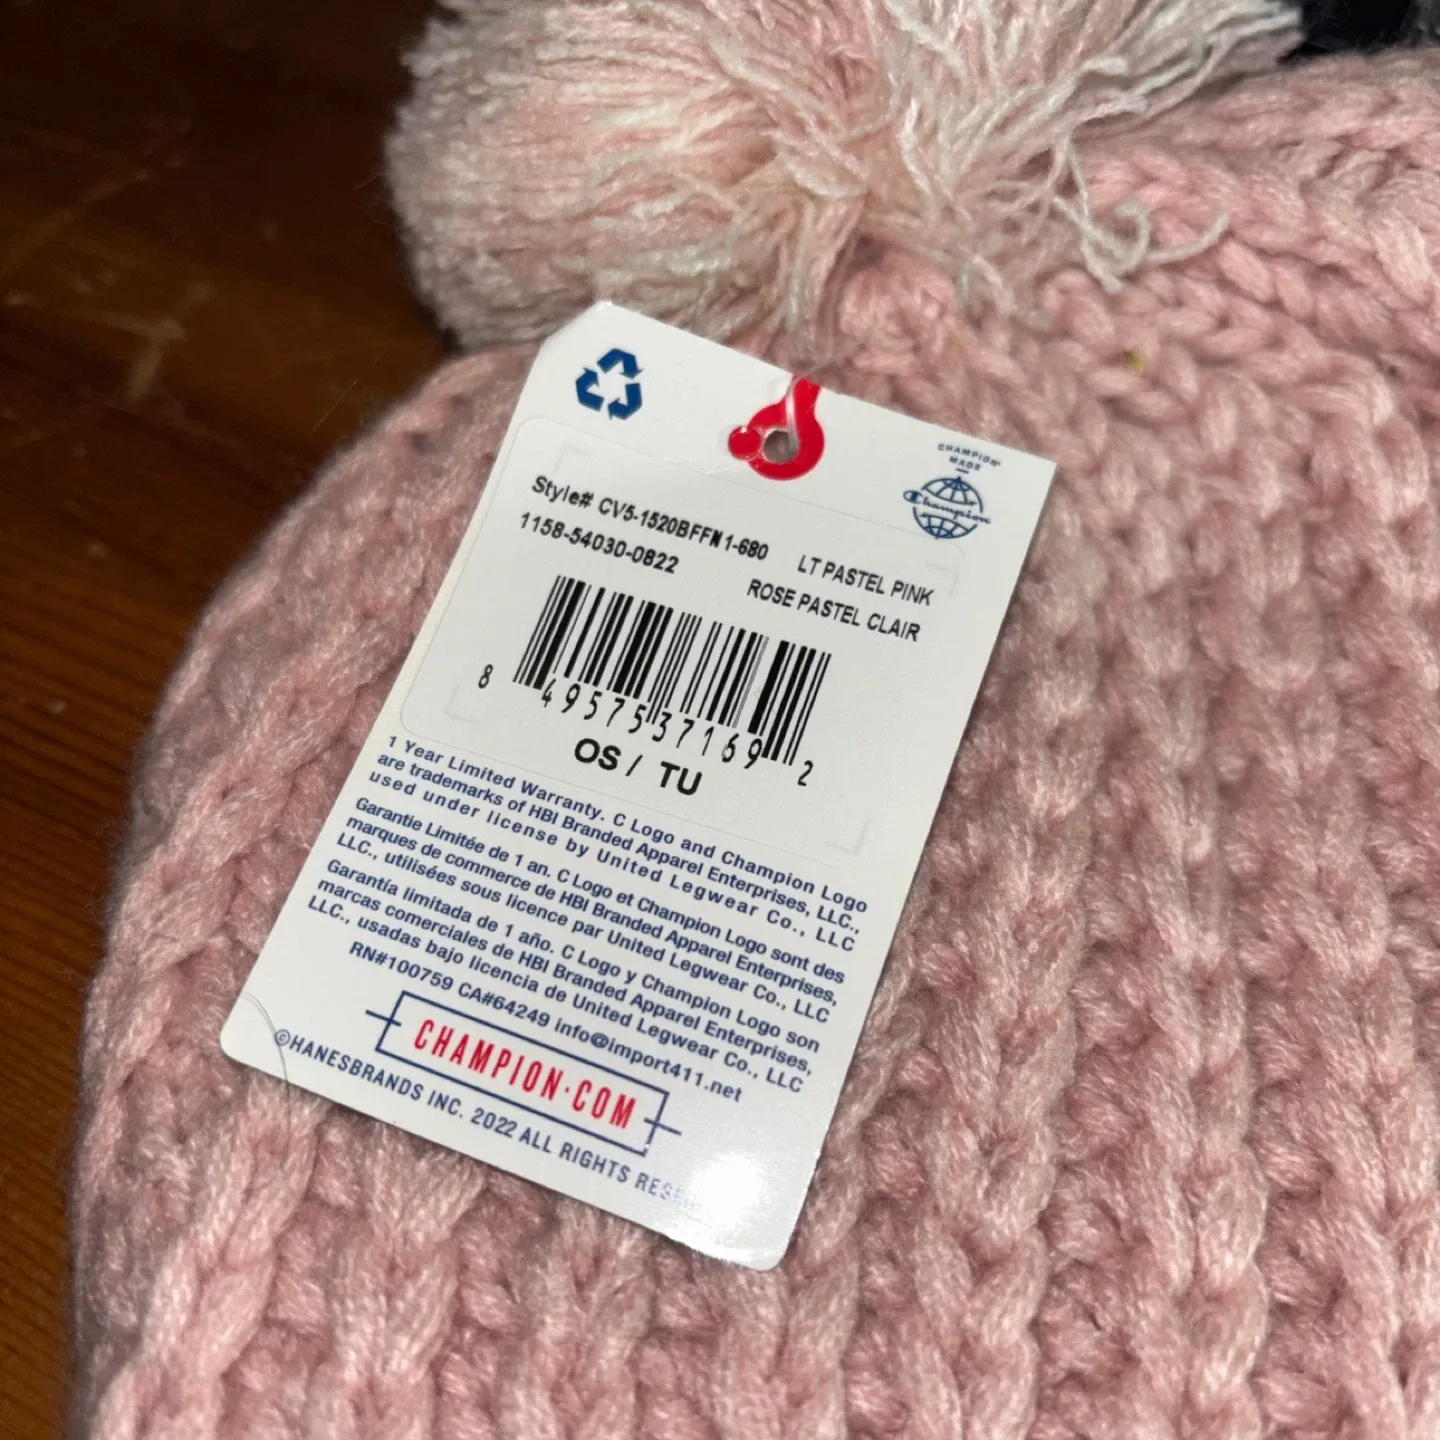 CHAMPION
MADE
Champion
Style# CV5-1520BFFN1-680
LT PASTEL PINK
1158-54030-0822
ROSE PASTEL CLAIR
8 49575 37169 2
OS / TU
1 Year Limited Warranty. C Logo and Champion Logo
are trademarks of HBI Branded Apparel Enterprises, LLC.,
used under license by United Legwear Co., LLC
Garantie Limitée de 1 an. C Logo et Champion Logo sont des
marques de commerce de HBI Branded Apparel Enterprises,
LLC., utilisées sous licence par United Legwear Co., LLC
Garantía limitada de 1 año. C Logo y Champion Logo son
marcas comerciales de HBI Branded Apparel Enterprises,
LLC., usadas bajo licencia de United Legwear Co., LLC
RN#100759 CA#64249 info@import411.net
CHAMPION·COM
©HANESBRANDS INC. 2022 ALL RIGHTS